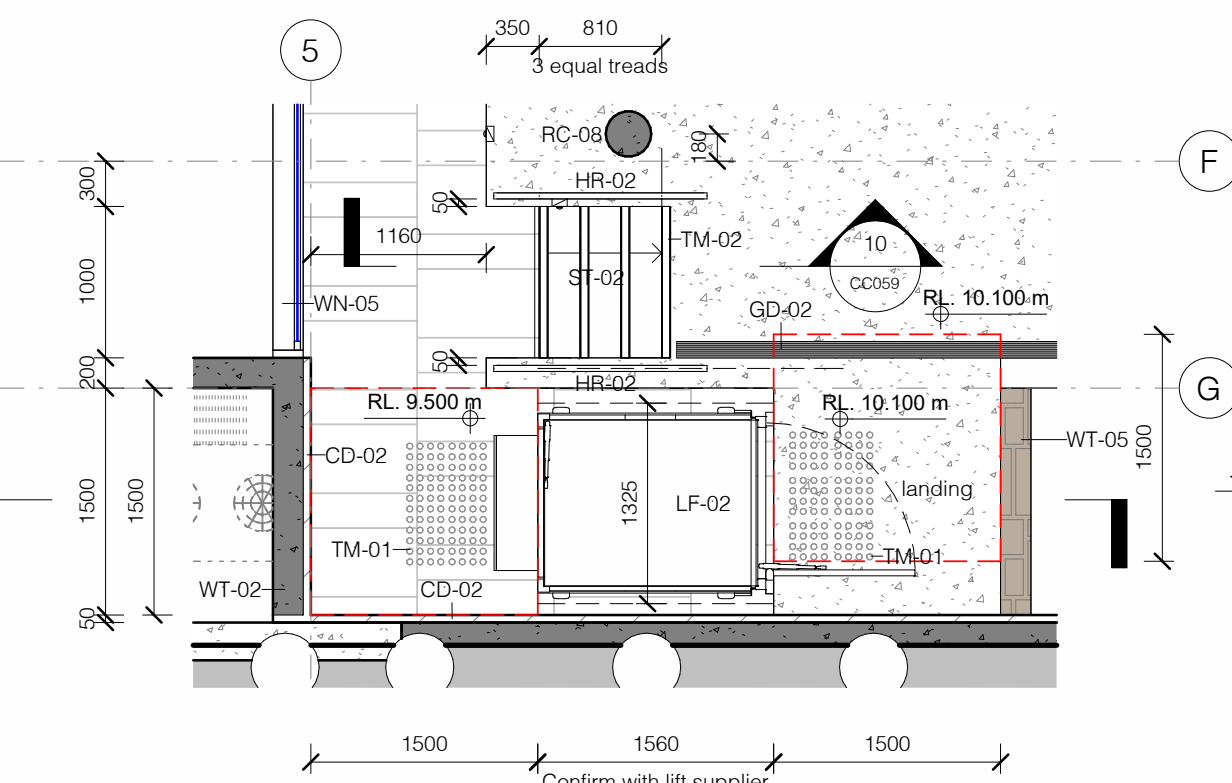 350 810
5
3 equal treads
RC-08
180
F
300
HR-02
50
1160
TM-02
10
1000
ST-02
CC059
WN-05
RL. 10.100 m
GD-02
50
200
HR-02
G
RL. 9.500 m
RL. 10.100 m
WT-05
1500
CD-02
landing
1500
1500
1325
LF-02
TM-01
TM-01
WT-02
CD-02
50
1500 1560 1500
Confirm with lift supplier